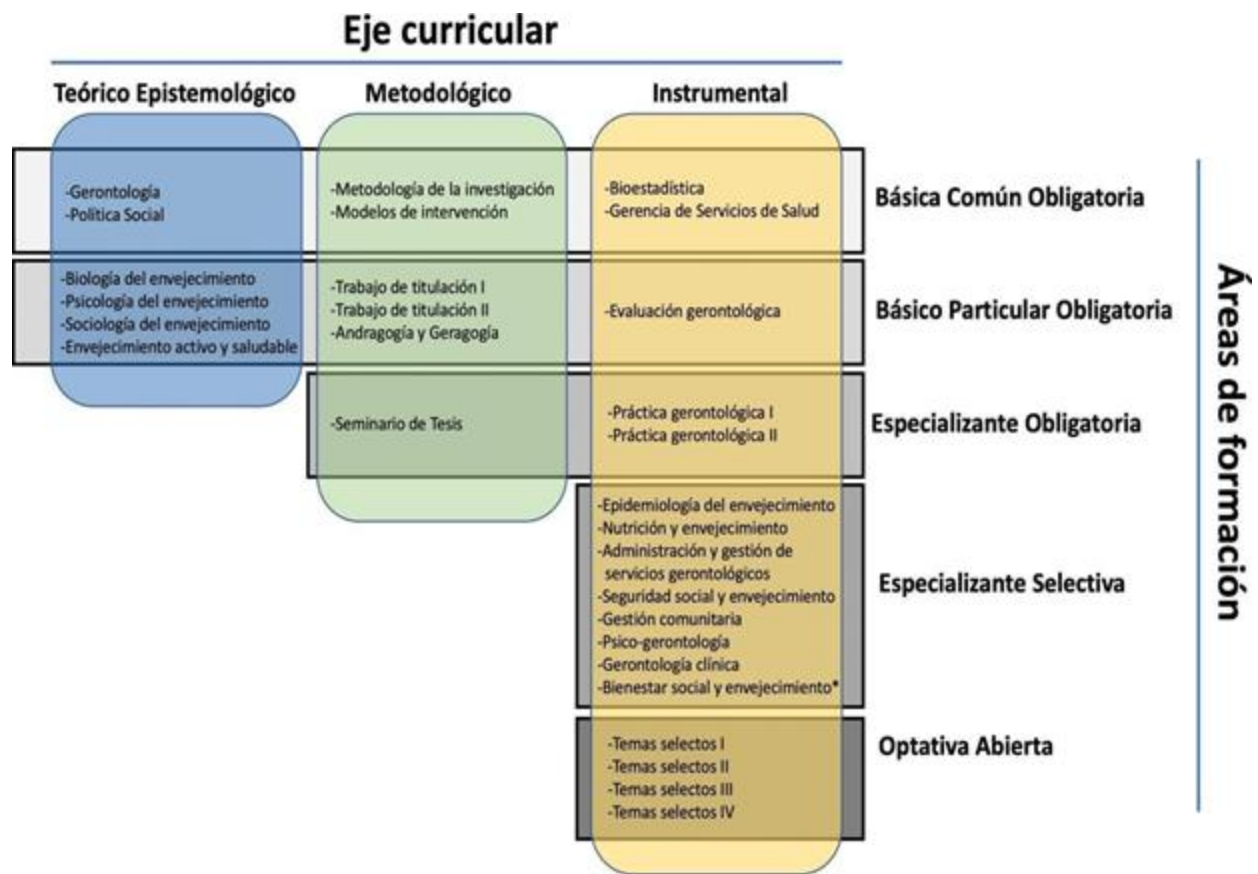 Eje curricular
Teórico Epistemológico
Metodológico
Instrumental
-Gerontología
-Política Social
-Metodología de la investigación
-Modelos de intervención
-Bioestadística
-Gerencia de Servicios de Salud
Básica Común Obligatoria
-Biología del envejecimiento
-Psicología del envejecimiento
-Sociología del envejecimiento
-Envejecimiento activo y saludable
-Trabajo de titulación I
-Trabajo de titulación II
-Andragogía y Geragogía
-Evaluación gerontológica
Básico Particular Obligatoria
-Seminario de Tesis
-Práctica gerontológica I
-Práctica gerontológica II
Especializante Obligatoria
-Epidemiología del envejecimiento
-Nutrición y envejecimiento
-Administración y gestión de
servicios gerontológicos
-Seguridad social y envejecimiento
-Gestión comunitaria
-Psico-gerontología
-Gerontología clínica
-Bienestar social y envejecimiento*
Especializante Selectiva
-Temas selectos I
-Temas selectos II
-Temas selectos III
-Temas selectos IV
Optativa Abierta
Áreas de formación